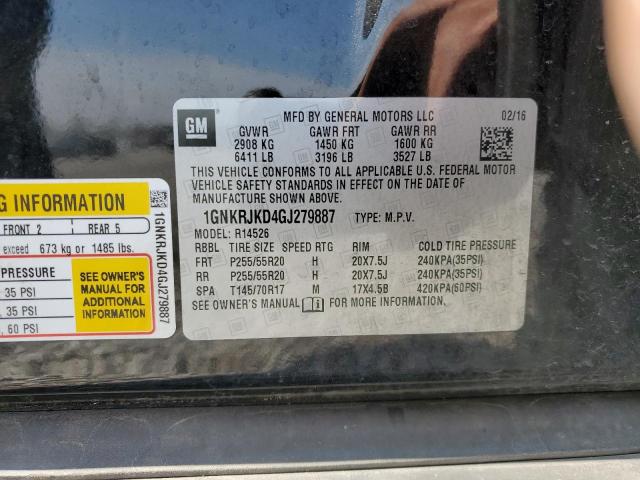 GM
MFD BY GENERAL MOTORS LLC
02/16
GVWR GAWR FRT GAWR RR
2908 KG 1450 KG 1600 KG
6411 LB 3196 LB 3527 LB
THIS VEHICLE CONFORMS TO ALL APPLICABLE U.S. FEDERAL MOTOR
VEHICLE SAFETY STANDARDS IN EFFECT ON THE DATE OF
MANUFACTURE SHOWN ABOVE.
1GNKRJKD4GJ279887 TYPE: M.P.V.
MODEL: R14526
RBBL TIRE SIZE SPEED RTG RIM COLD TIRE PRESSURE
FRT P255/55R20 H 20X7.5J 240KPA(35PSI)
RR P255/55R20 H 20X7.5J 240KPA(35PSI)
SPA T145/70R17 M 17X4.5B 420KPA(60PSI)
SEE OWNER'S MANUAL FOR MORE INFORMATION.
INFORMATION
FRONT 2 REAR 5
exceed 673 kg or 1485 lbs.
PRESSURE
35 PSI
35 PSI
60 PSI
SEE OWNER'S
MANUAL FOR
ADDITIONAL
INFORMATION
1GNKRJKD4GJ279887